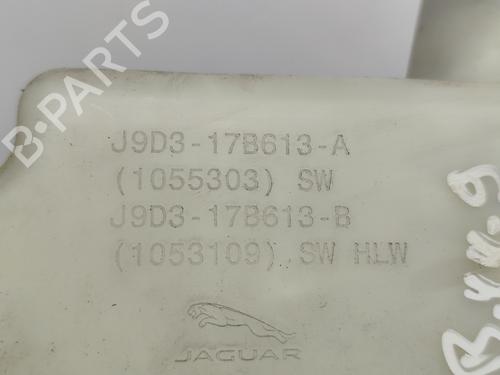 J9D3-17B613-A
(1055303) SW
J9D3-17B613-B
(1053109) SW HLW
JAGUAR
B-PARTS